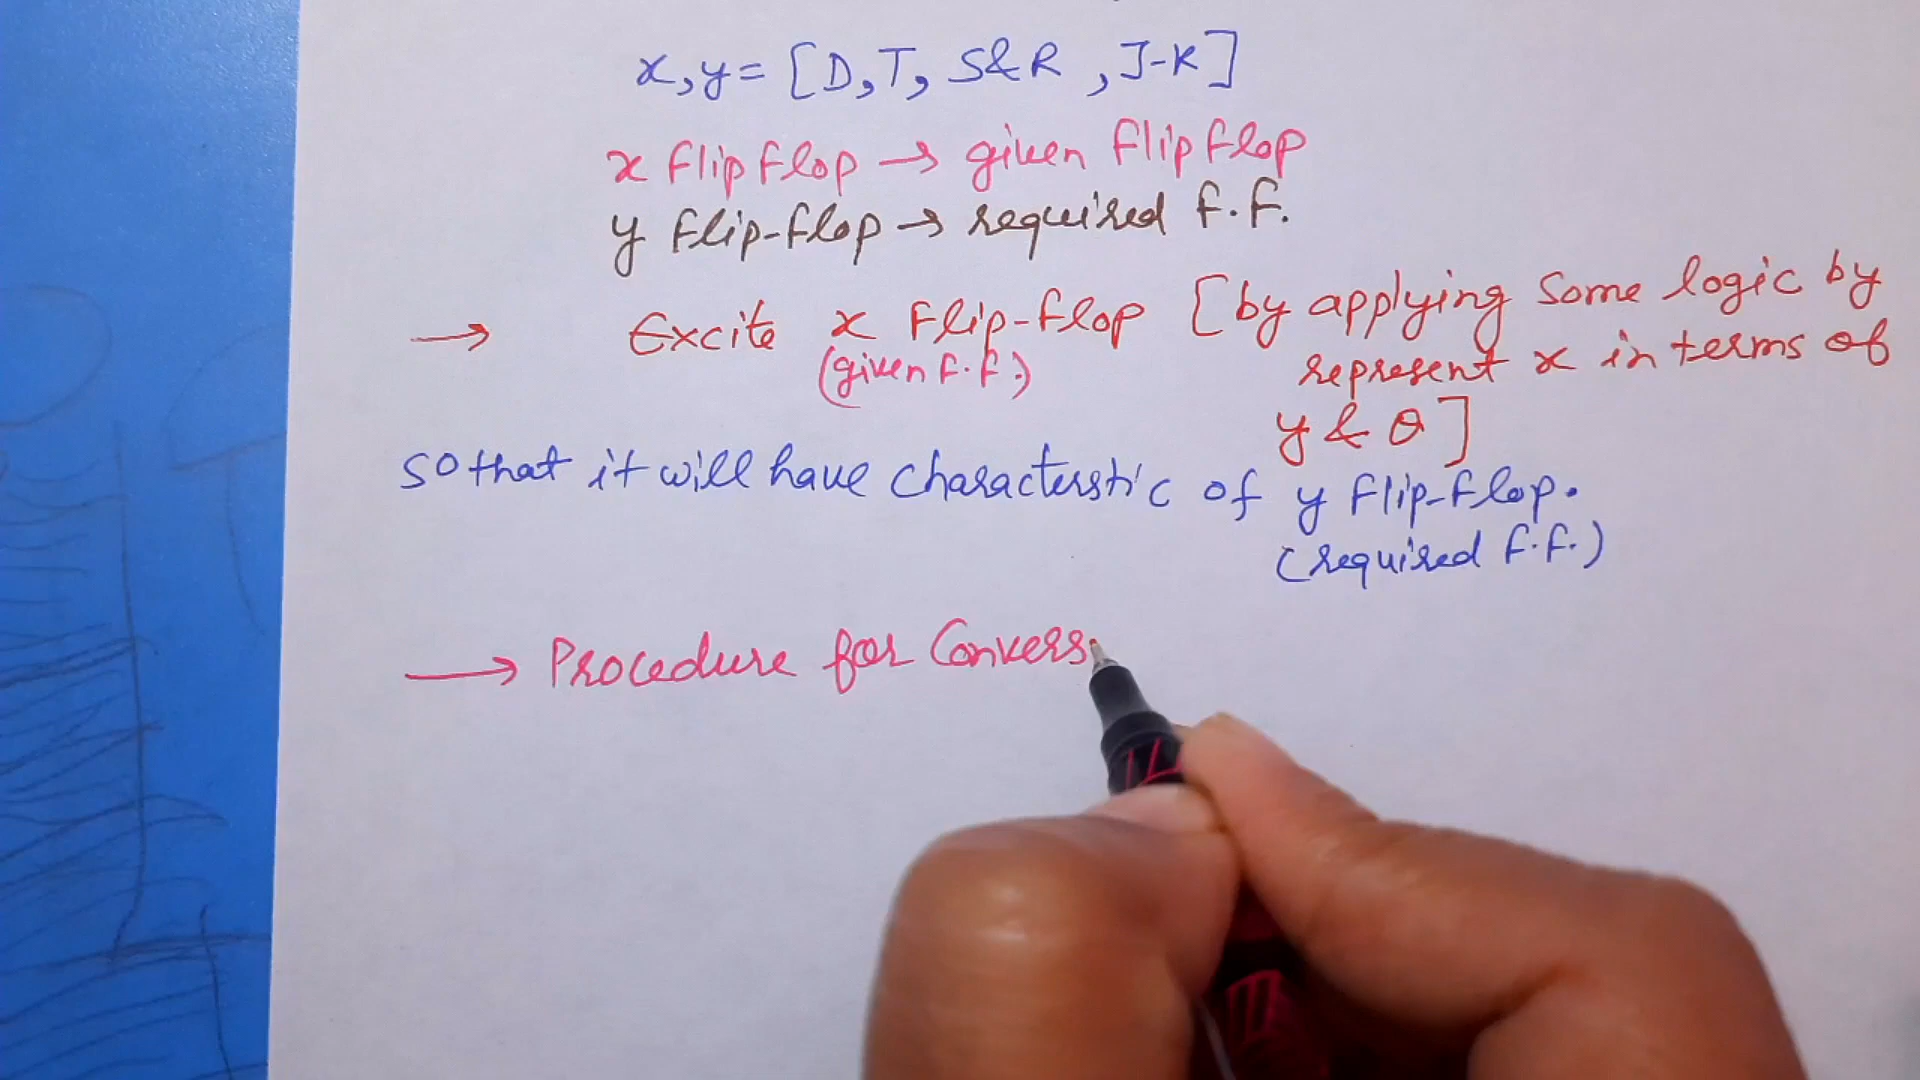 x, y = [D, T, S&R , J-K]
x flip flop → given flip flop
y flip-flop → required f.f.
→ Excite x flip-flop [by applying some logic by
(given f.f.) represent x in terms of
y & Q]
so that it will have characterstic of y flip-flop.
(required f.f.)
→ Procedure for Convers